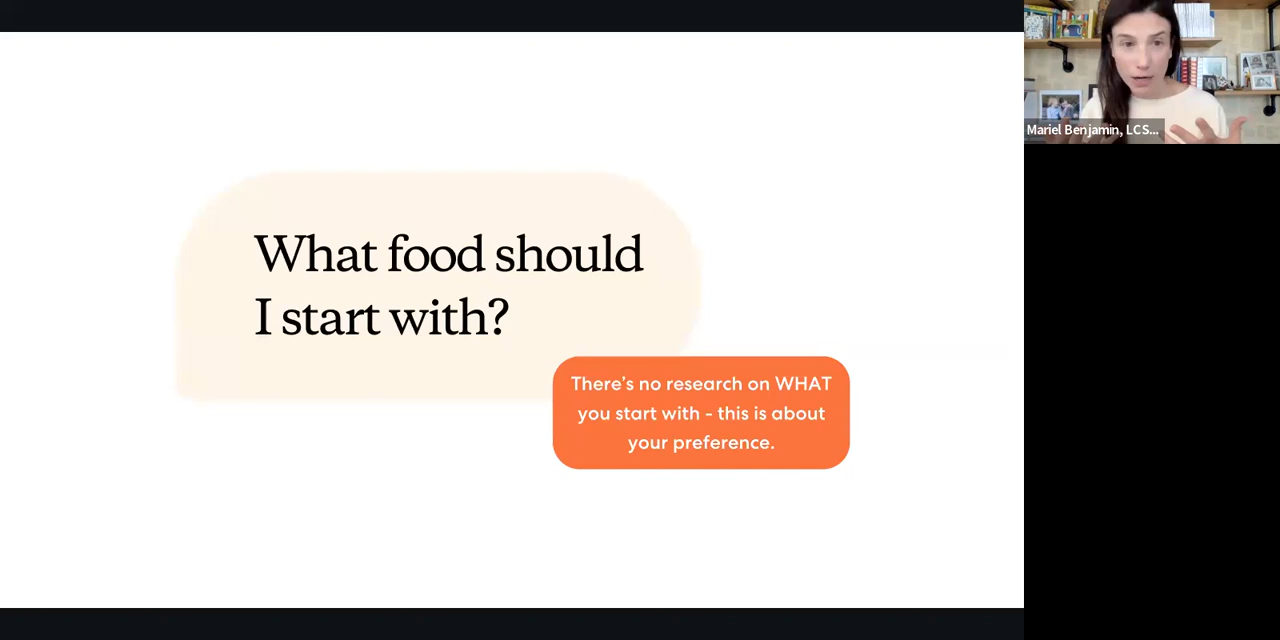 What food should
I start with?
There's no research on WHAT
you start with - this is about
your preference.
Mariel Benjamin, LCS...